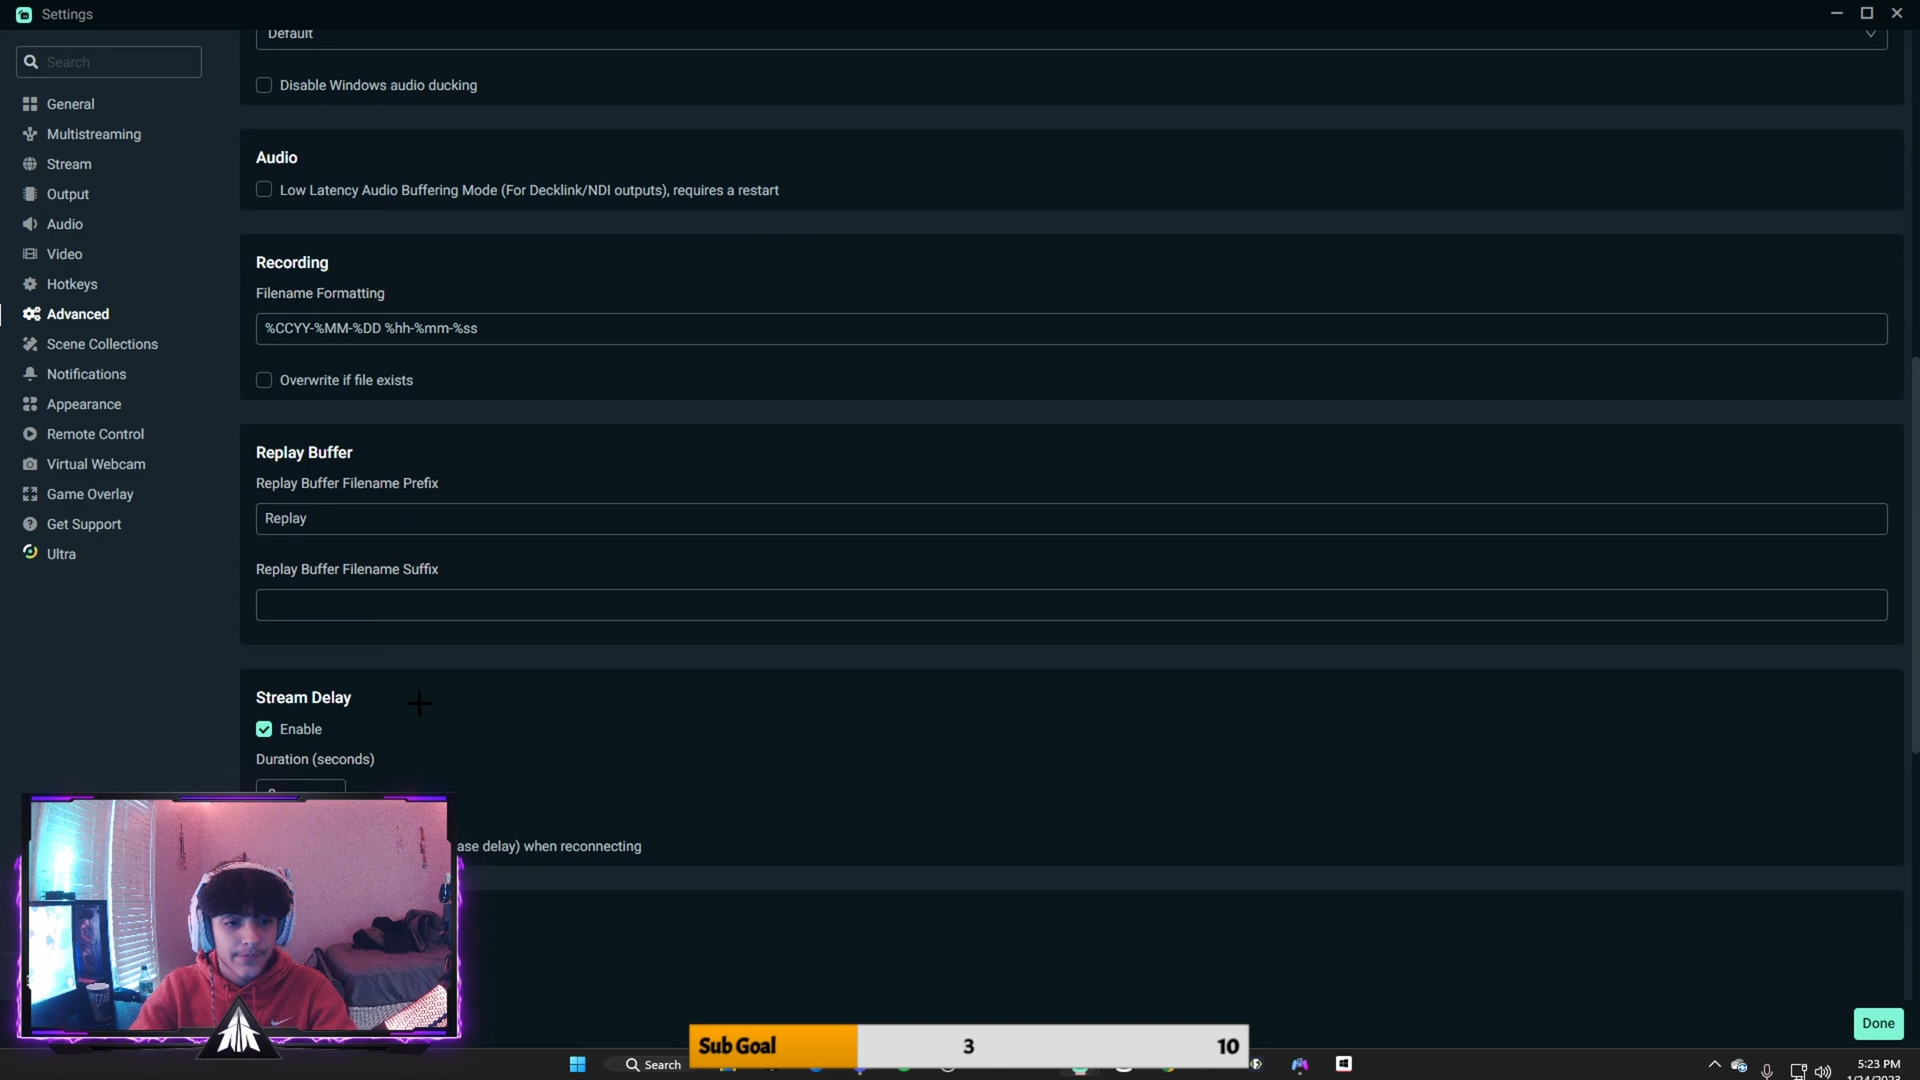 Settings
Search
General
Multistreaming
Stream
Output
Audio
Video
Hotkeys
Advanced
Scene Collections
Notifications
Appearance
Remote Control
Virtual Webcam
Game Overlay
Get Support
Ultra
Default
Disable Windows audio ducking
Audio
Low Latency Audio Buffering Mode (For Decklink/NDI outputs), requires a restart
Recording
Filename Formatting
%CCYY-%MM-%DD %hh-%mm-%ss
Overwrite if file exists
Replay Buffer
Replay Buffer Filename Prefix
Replay
Replay Buffer Filename Suffix
Stream Delay
Enable
Duration (seconds)
ase delay) when reconnecting
Done
Sub Goal 3 10
Search
5:23 PM